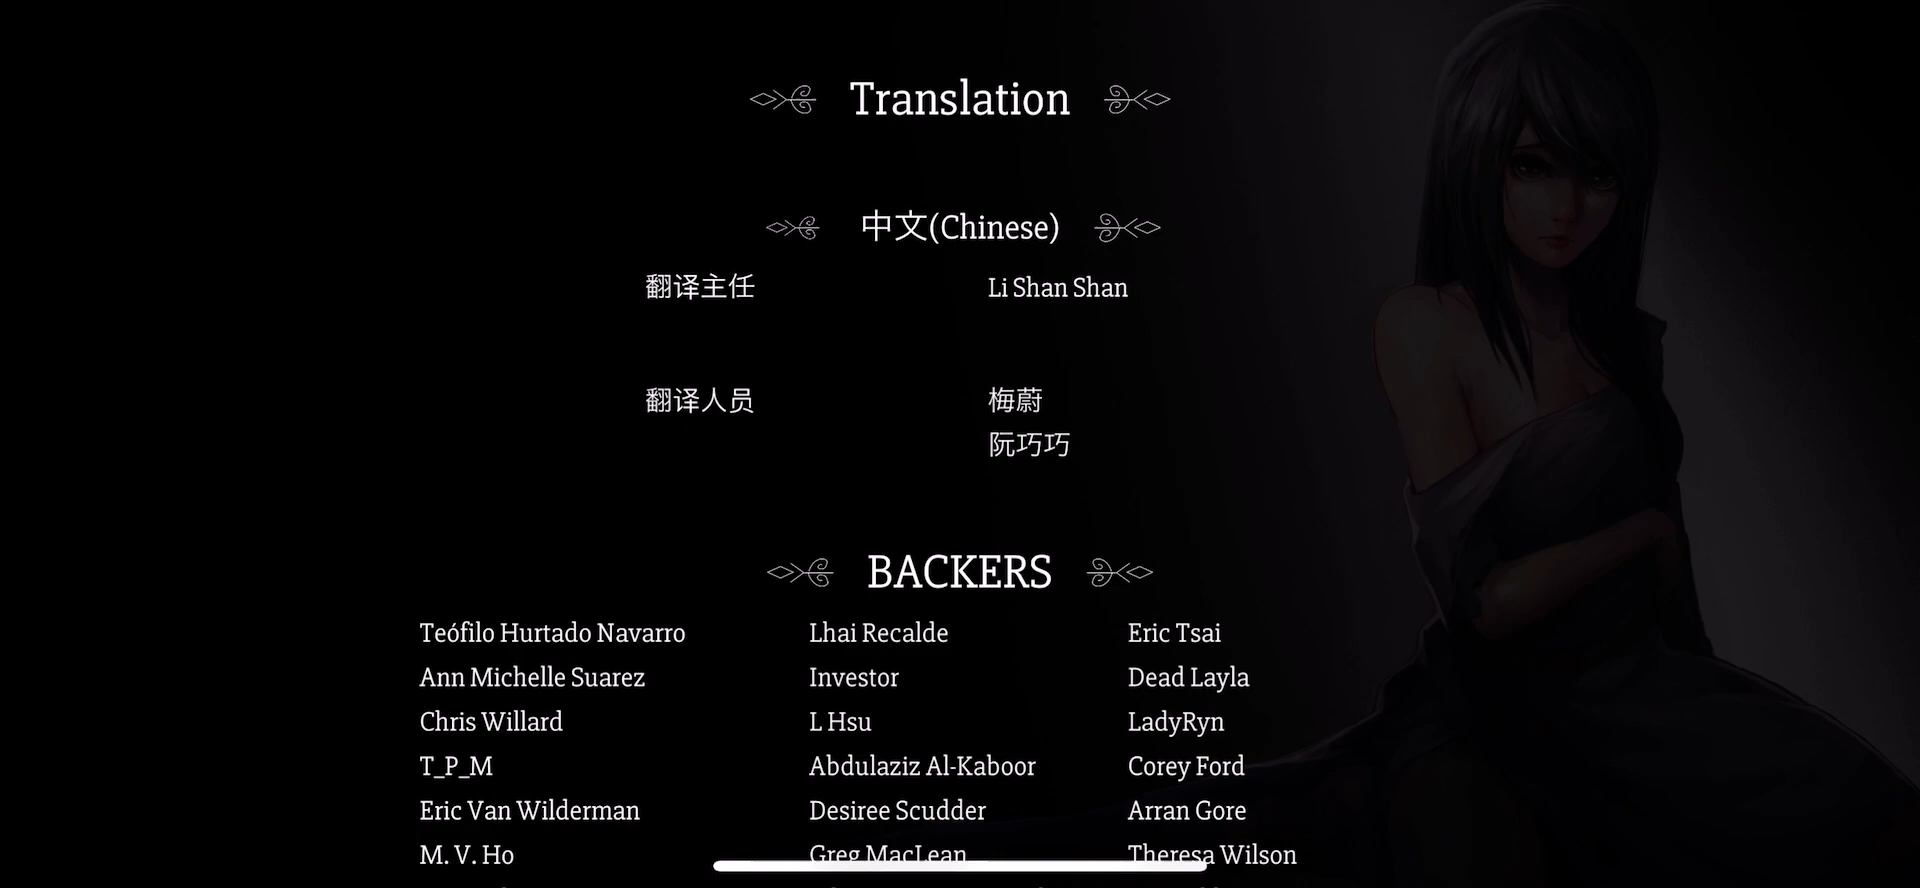 Translation
中文(Chinese)
翻译主任 Li Shan Shan
翻译人员 梅蔚
阮巧巧
BACKERS
Teófilo Hurtado Navarro Lhai Recalde Eric Tsai
Ann Michelle Suarez Investor Dead Layla
Chris Willard L Hsu LadyRyn
T_P_M Abdulaziz Al-Kaboor Corey Ford
Eric Van Wilderman Desiree Scudder Arran Gore
M. V. Ho Greg MacLean Theresa Wilson